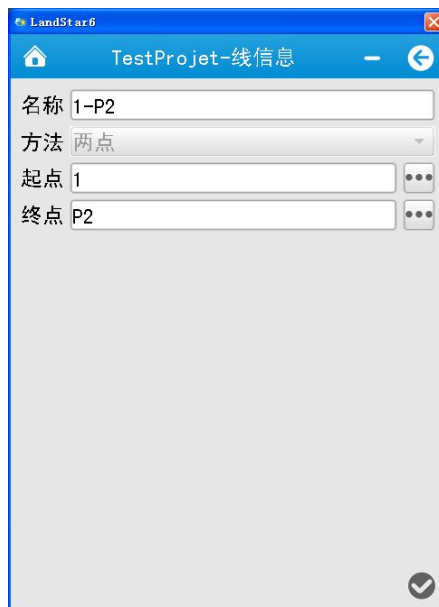 LandStar6
TestProjet-线信息
名称 1-P2
方法 两点
起点 1
终点 P2